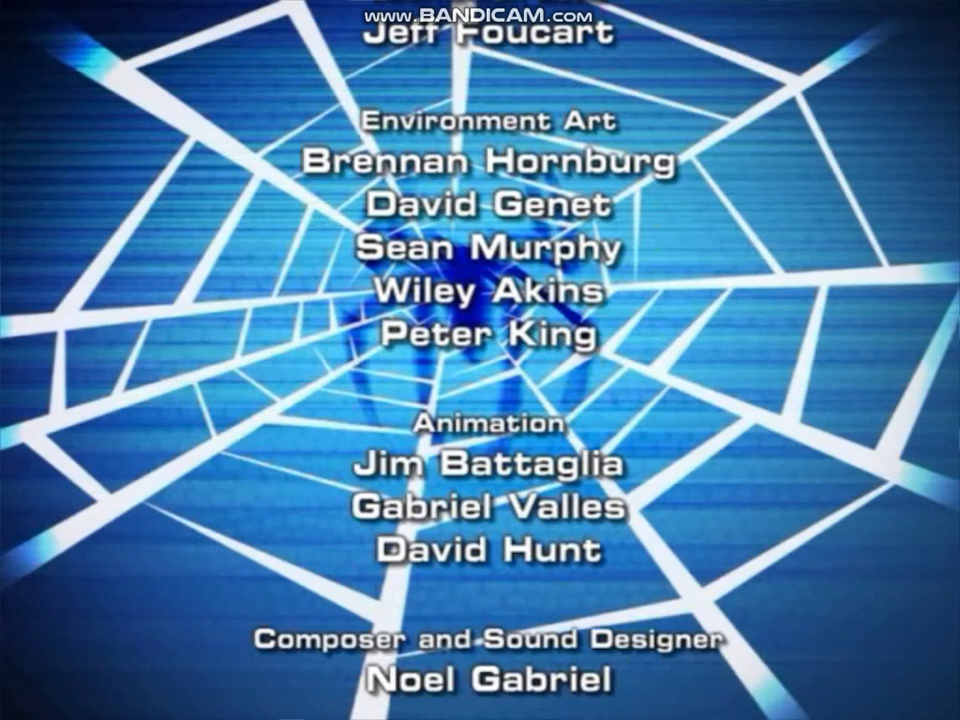 www.BANDICAM.com
Jeff Foucart
Environment Art
Brennan Hornburg
David Genet
Sean Murphy
Wiley Akins
Peter King
Animation
Jim Battaglia
Gabriel Valles
David Hunt
Composer and Sound Designer
Noel Gabriel